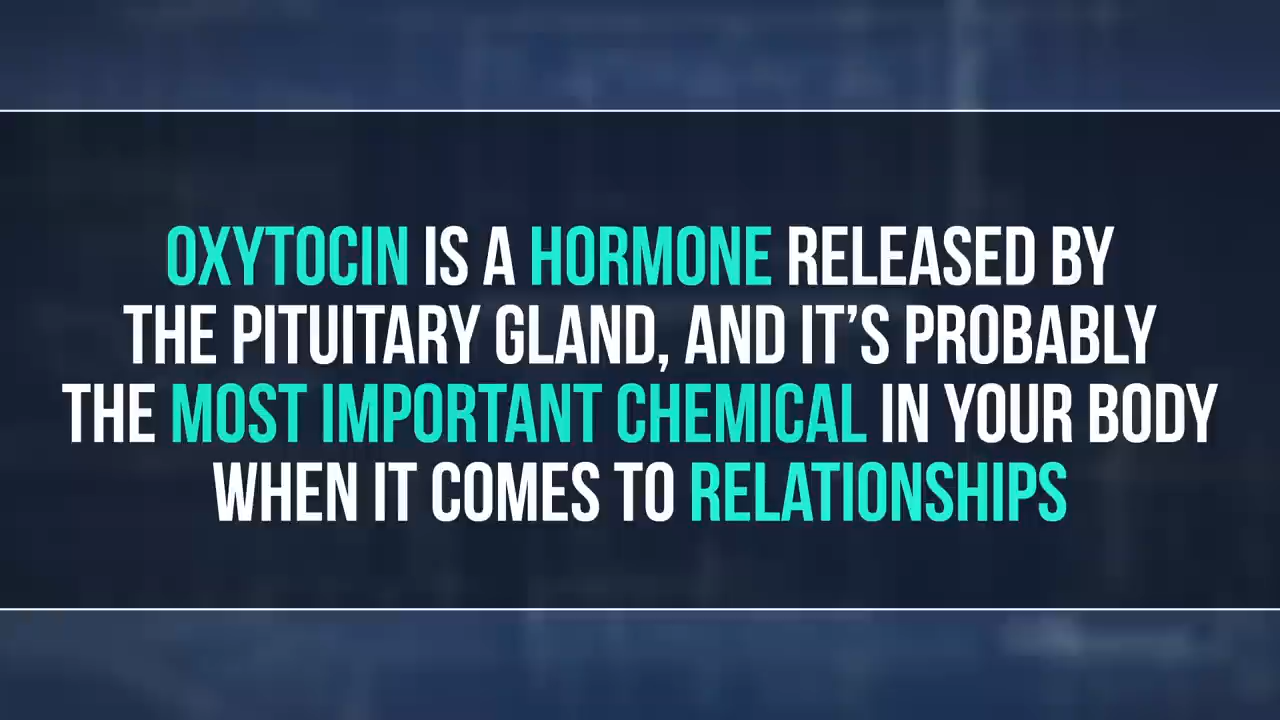 OXYTOCIN IS A HORMONE RELEASED BY
THE PITUITARY GLAND, AND IT’S PROBABLY
THE MOST IMPORTANT CHEMICAL IN YOUR BODY
WHEN IT COMES TO RELATIONSHIPS